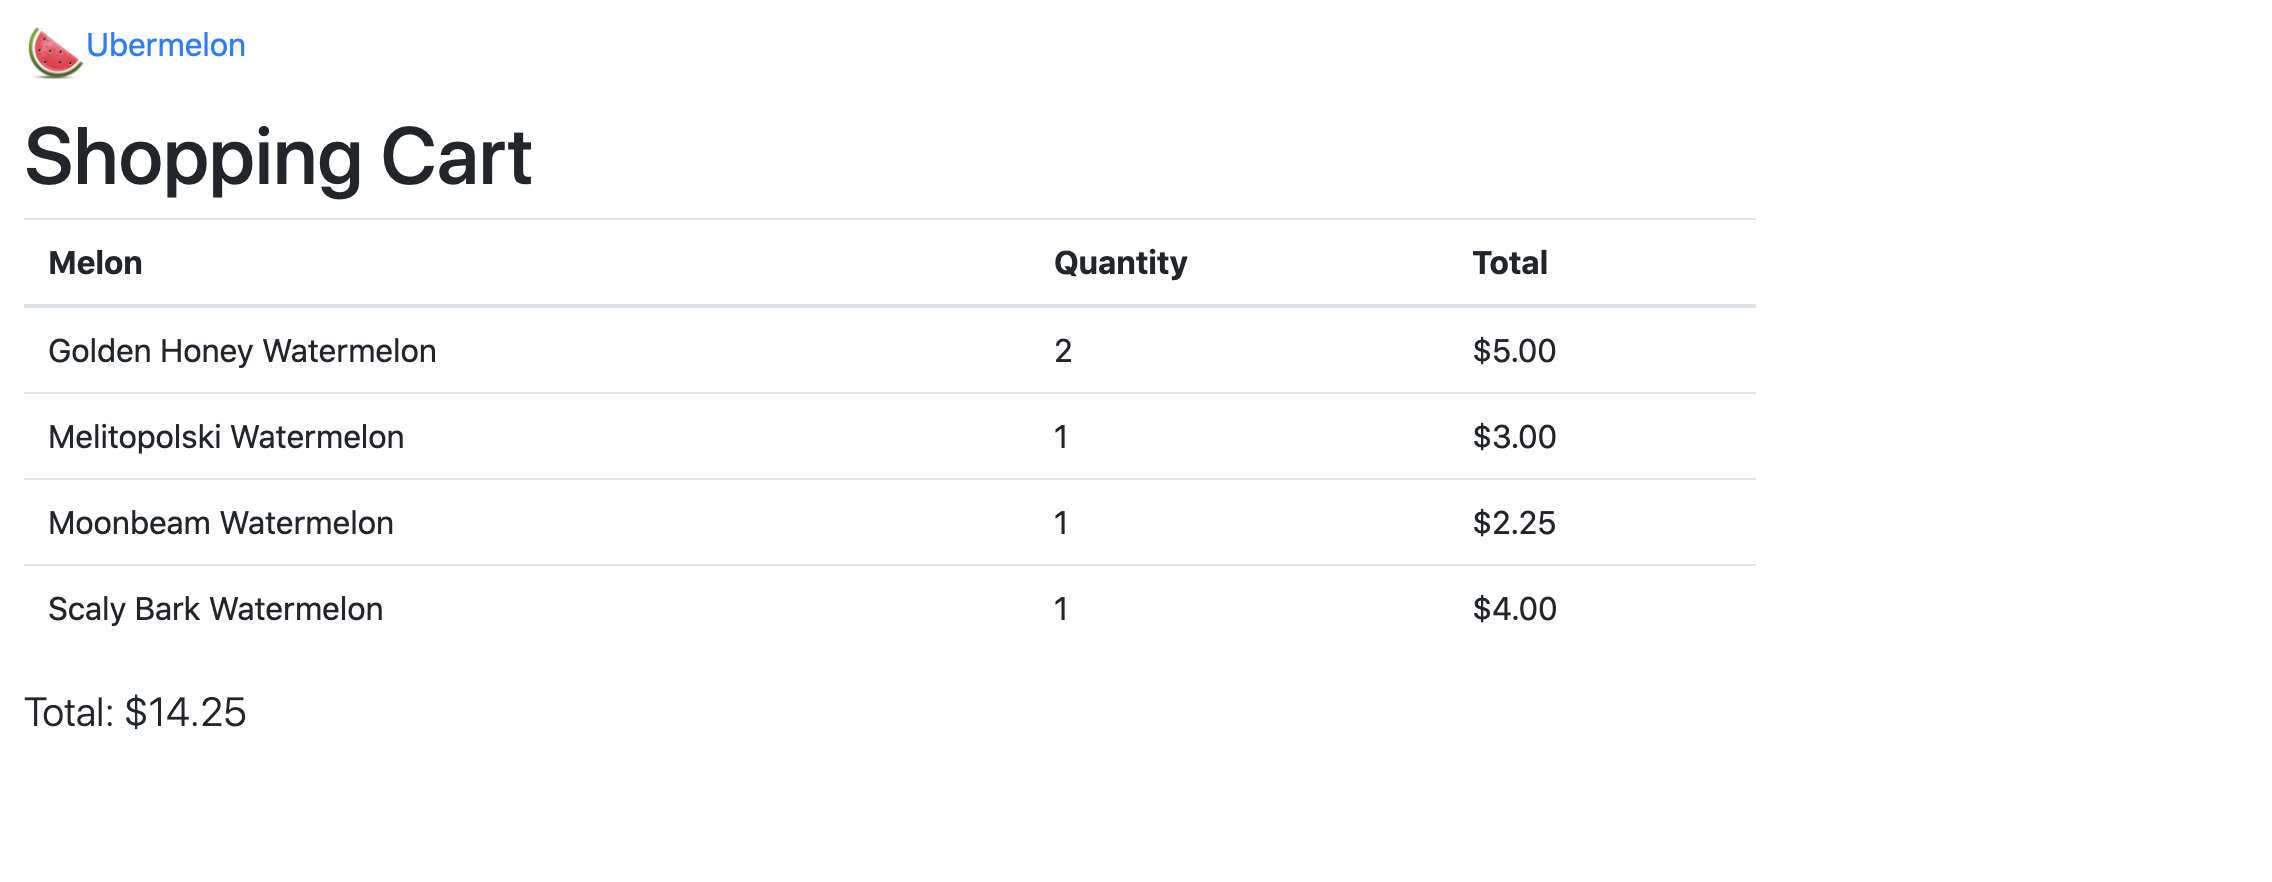 Ubermelon
Shopping Cart
Melon Quantity Total
Golden Honey Watermelon 2 $5.00
Melitopolski Watermelon 1 $3.00
Moonbeam Watermelon 1 $2.25
Scaly Bark Watermelon 1 $4.00
Total: $14.25